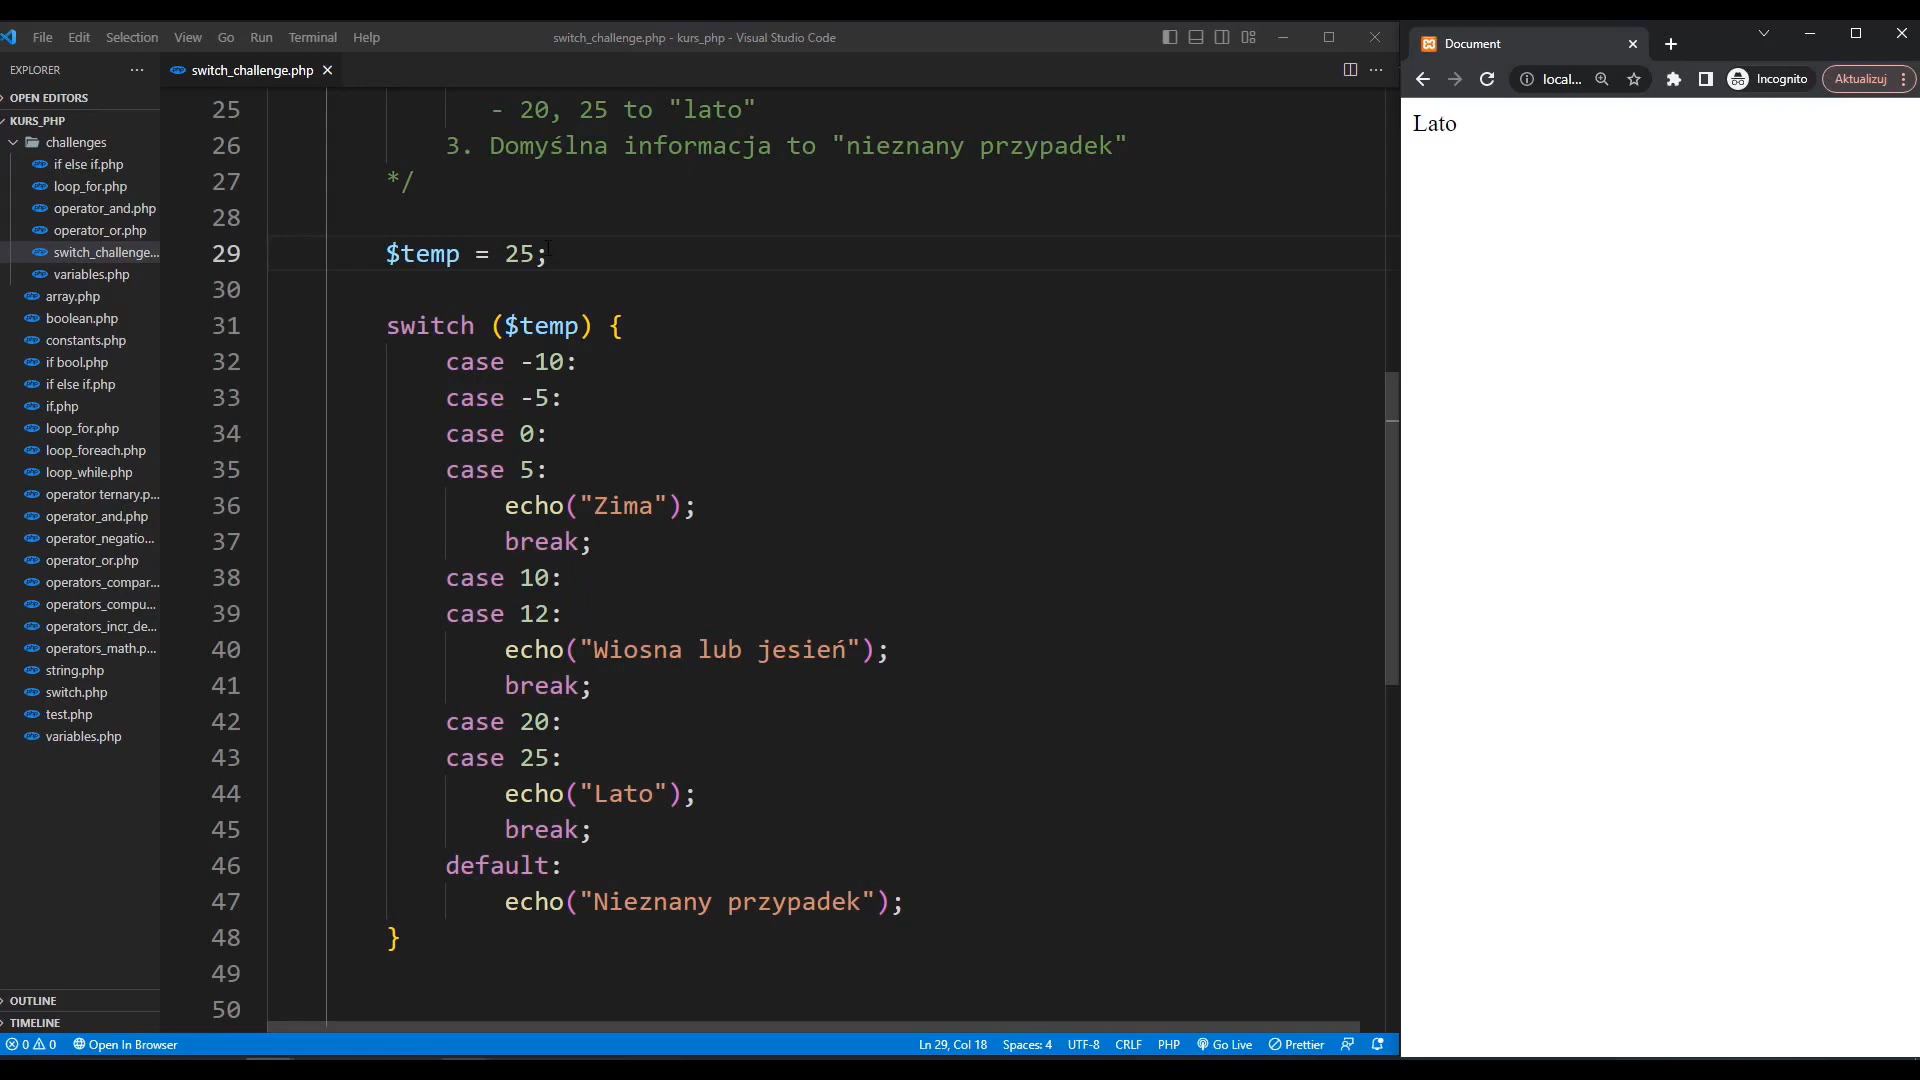 File Edit Selection View Go Run Terminal Help
switch_challenge.php - kurs_php - Visual Studio Code
EXPLORER
OPEN EDITORS
KURS_PHP
challenges
if else if.php
loop_for.php
operator_and.php
operator_or.php
switch_challenge...
variables.php
array.php
boolean.php
constants.php
if bool.php
if else if.php
if.php
loop_for.php
loop_foreach.php
loop_while.php
operator ternary.p...
operator_and.php
operator_negatio...
operator_or.php
operators_compar...
operators_compu...
operators_incr_de...
operators_math.p...
string.php
switch.php
test.php
variables.php
OUTLINE
TIMELINE
switch_challenge.php
25 - 20, 25 to "lato"
26 3. Domyślna informacja to "nieznany przypadek"
27 */
28
29 $temp = 25;
30
31 switch ($temp) {
32 case -10:
33 case -5:
34 case 0:
35 case 5:
36 echo("Zima");
37 break;
38 case 10:
39 case 12:
40 echo("Wiosna lub jesień");
41 break;
42 case 20:
43 case 25:
44 echo("Lato");
45 break;
46 default:
47 echo("Nieznany przypadek");
48 }
49
50
0 0 Open In Browser
Ln 29, Col 18 Spaces: 4 UTF-8 CRLF PHP Go Live Prettier
Document
local... Incognito Aktualizuj
Lato